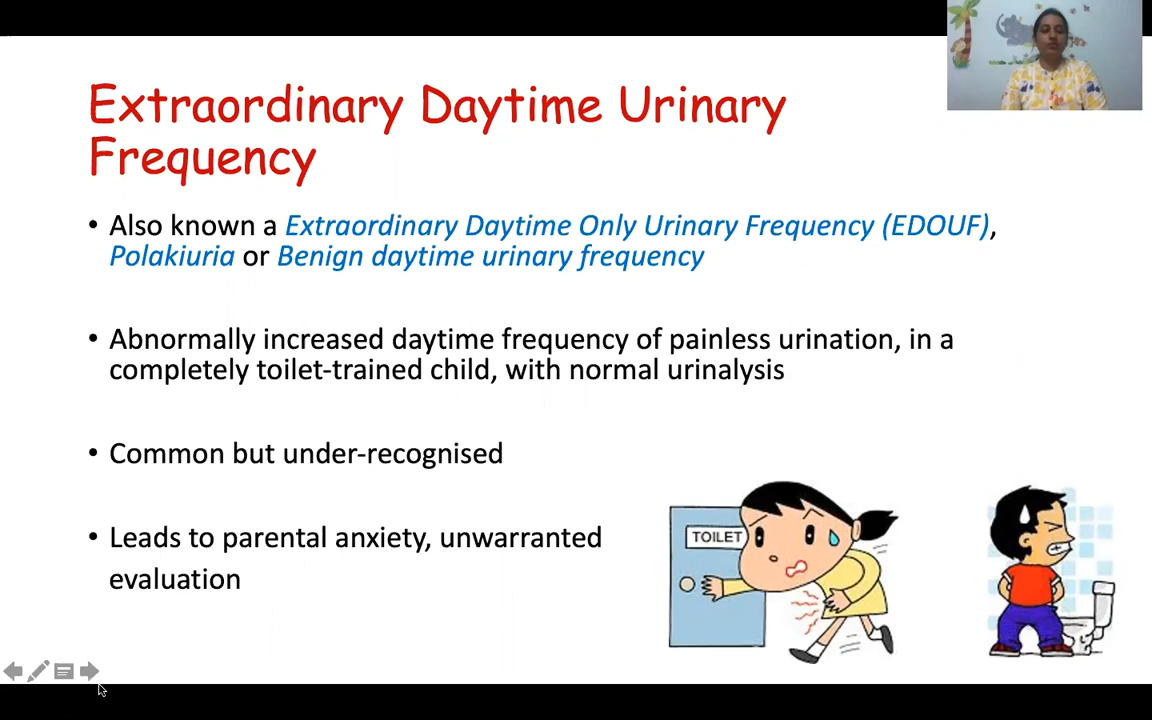 Extraordinary Daytime Urinary
Frequency
• Also known a Extraordinary Daytime Only Urinary Frequency (EDOUF),
Polakiuria or Benign daytime urinary frequency
• Abnormally increased daytime frequency of painless urination, in a
completely toilet-trained child, with normal urinalysis
• Common but under-recognised
• Leads to parental anxiety, unwarranted
evaluation
TOILET